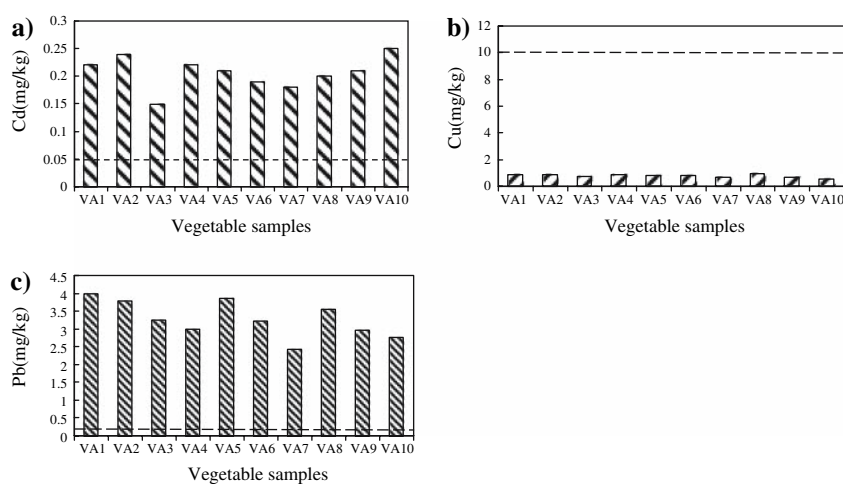 a)
Cd(mg/kg)
0.3
0.25
0.2
0.15
0.1
0.05
0
VA1 VA2 VA3 VA4 VA5 VA6 VA7 VA8 VA9 VA10
Vegetable samples
b)
Cu(mg/kg)
12
10
8
6
4
2
0
VA1 VA2 VA3 VA4 VA5 VA6 VA7 VA8 VA9 VA10
Vegetable samples
c)
Pb(mg/kg)
4.5
4
3.5
3
2.5
2
1.5
1
0.5
0
VA1 VA2 VA3 VA4 VA5 VA6 VA7 VA8 VA9 VA10
Vegetable samples